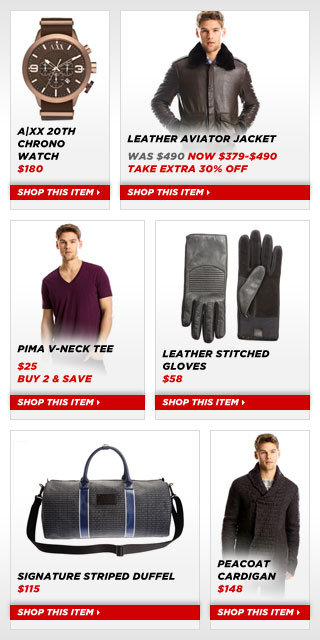 A|XX 20TH
CHRONO
WATCH
$180
SHOP THIS ITEM
LEATHER AVIATOR JACKET
WAS $490 NOW $379-$490
TAKE EXTRA 30% OFF
SHOP THIS ITEM
PIMA V-NECK TEE
$25
BUY 2 & SAVE
SHOP THIS ITEM
LEATHER STITCHED
GLOVES
$58
SHOP THIS ITEM
SIGNATURE STRIPED DUFFEL
$115
SHOP THIS ITEM
PEACOAT
CARDIGAN
$148
SHOP THIS ITEM